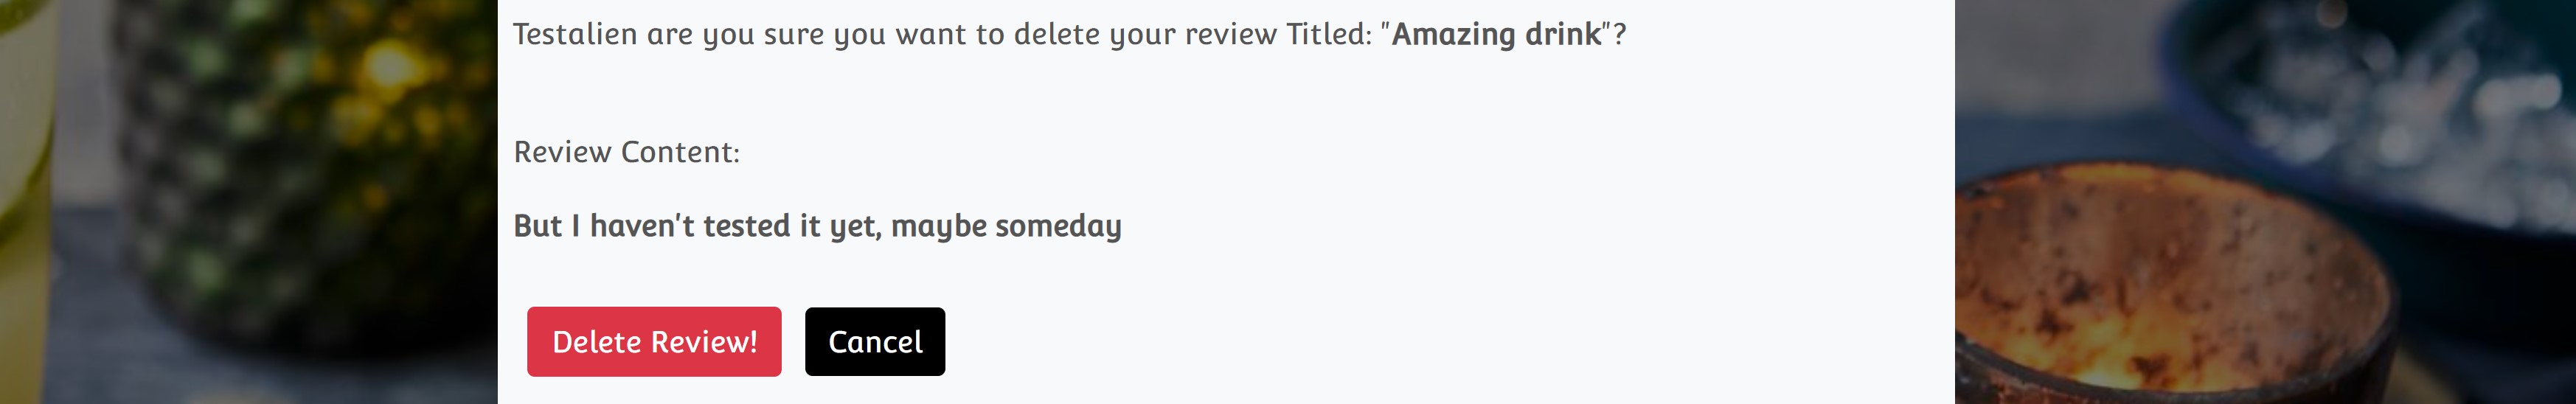 Testalien are you sure you want to delete your review Titled: "Amazing drink"?
Review Content:
But I haven't tested it yet, maybe someday
Delete Review! Cancel